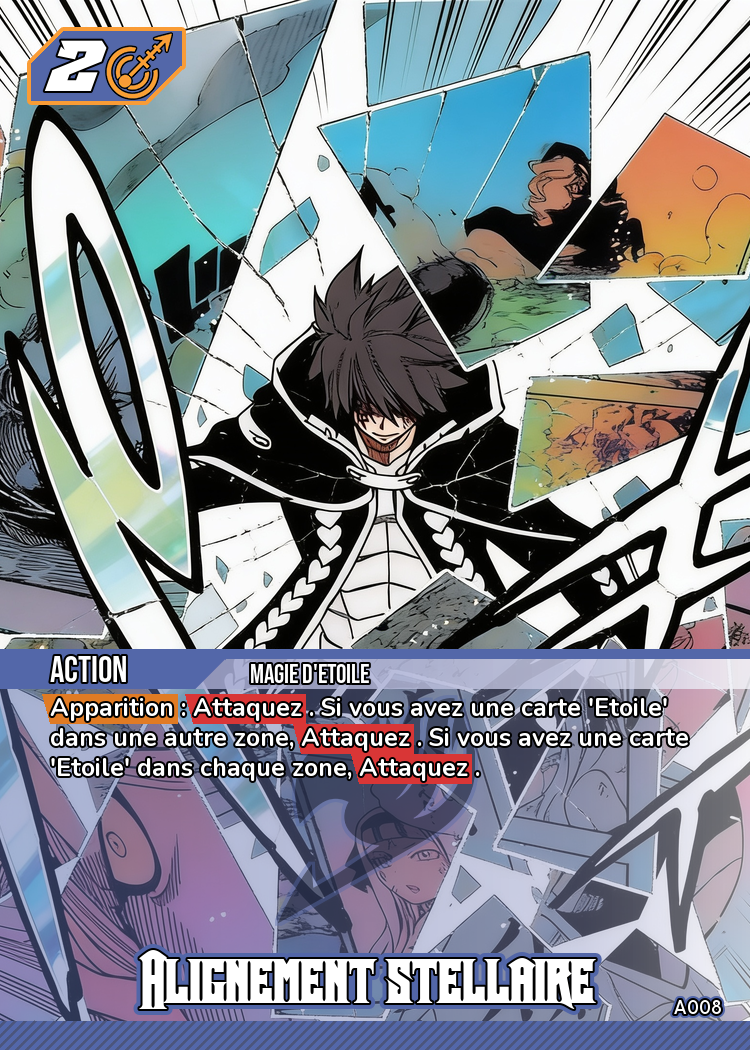 2
ACTION
MAGIE D'ETOILE
Apparition : Attaquez . Si vous avez une carte 'Etoile'
dans une autre zone, Attaquez . Si vous avez une carte
'Etoile' dans chaque zone, Attaquez .
ALIGNEMENT STELLAIRE
A008